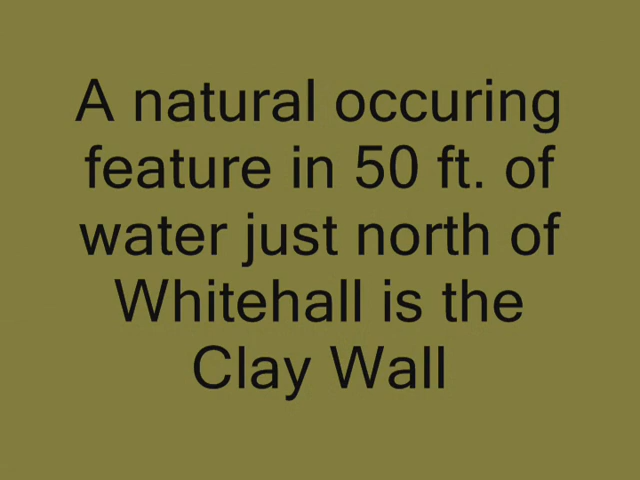 A natural occuring
feature in 50 ft. of
water just north of
Whitehall is the
Clay Wall